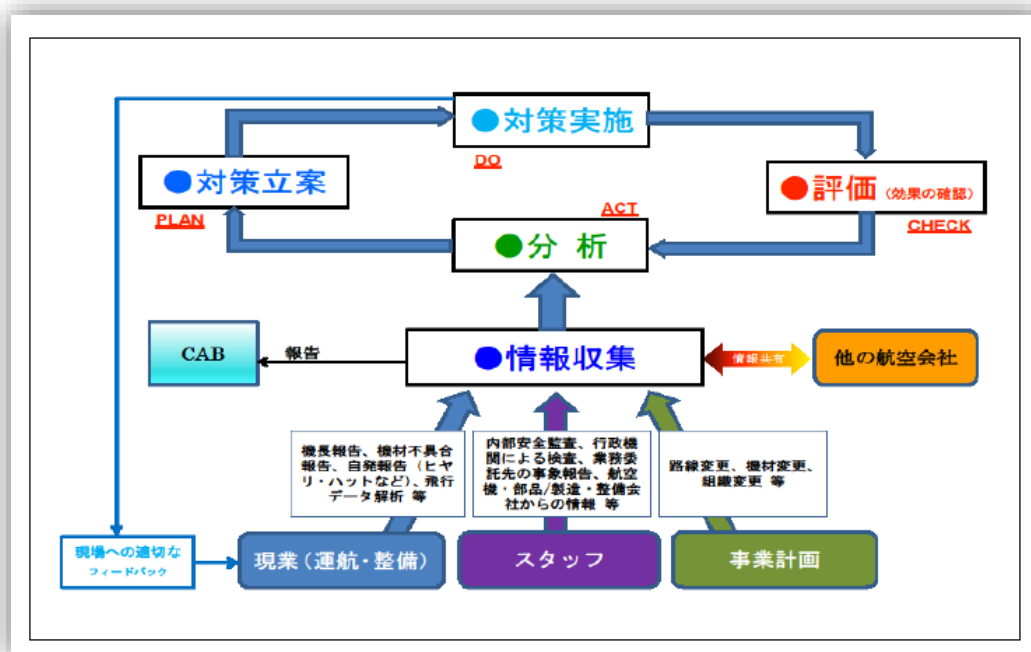 ●対策実施
DO
●対策立案
PLAN
●評価（効果の確認）
CHECK
ACT
●分 析
CAB
報告
●情報収集
情報共有
他の航空会社
機長報告、機材不具合
報告、自発報告（ヒヤ
リ・ハットなど）、飛行
データ解析 等
内部安全監査、行政機
関による検査、業務委
託先の事象報告、航空
機・部品/製造・整備会
社からの情報 等
路線変更、機材変更、
組織変更 等
現場への適切な
フィードバック
現業（運航・整備）
スタッフ
事業計画